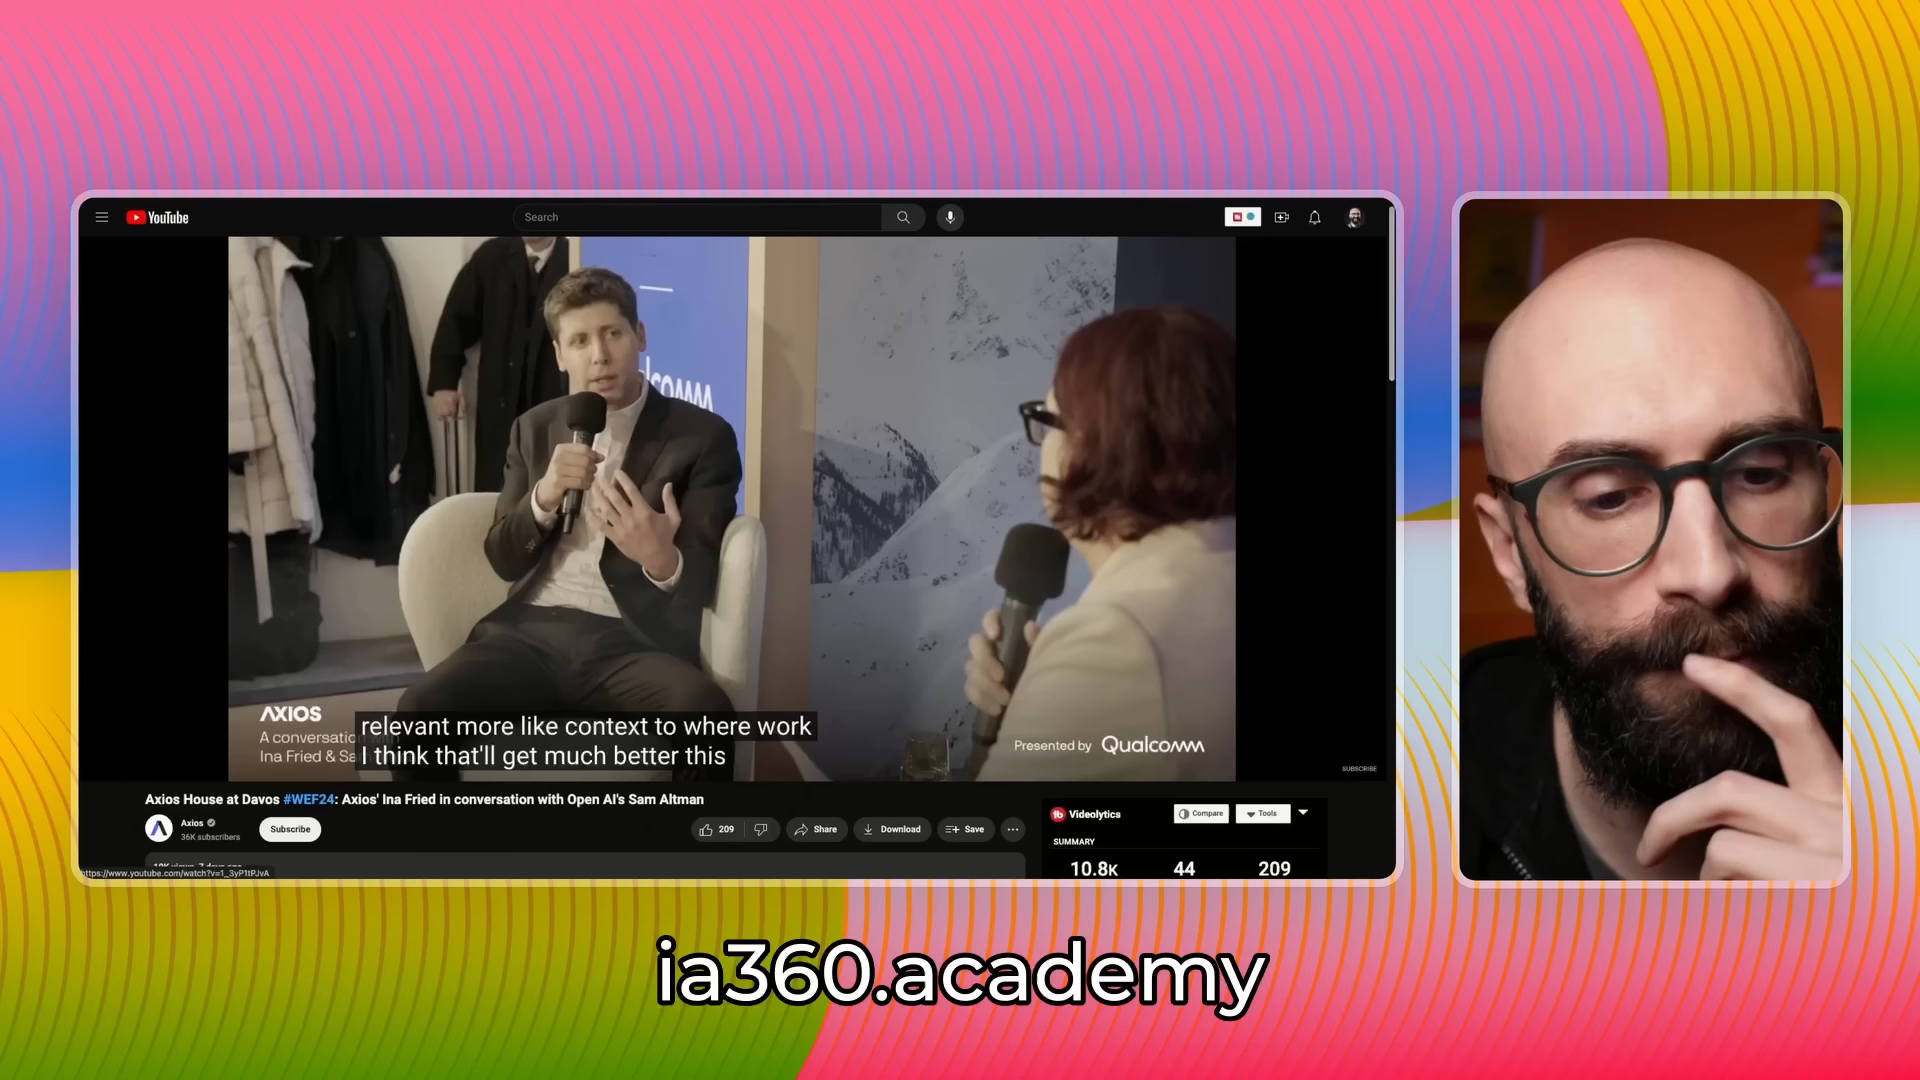 YouTube
Search
lcomm
AXIOS
A conversation
Ina Fried & Sa
relevant more like context to where work
I think that'll get much better this
Presented by Qualcomm
SUBSCRIBE
Axios House at Davos #WEF24: Axios' Ina Fried in conversation with Open AI's Sam Altman
Axios
36K subscribers
Subscribe
209
Share
Download
Save
Videolytics
Compare
Tools
SUMMARY
10.8K
44
209
https://www.youtube.com/watch?v=1_3yP1tPJvA
ia360.academy